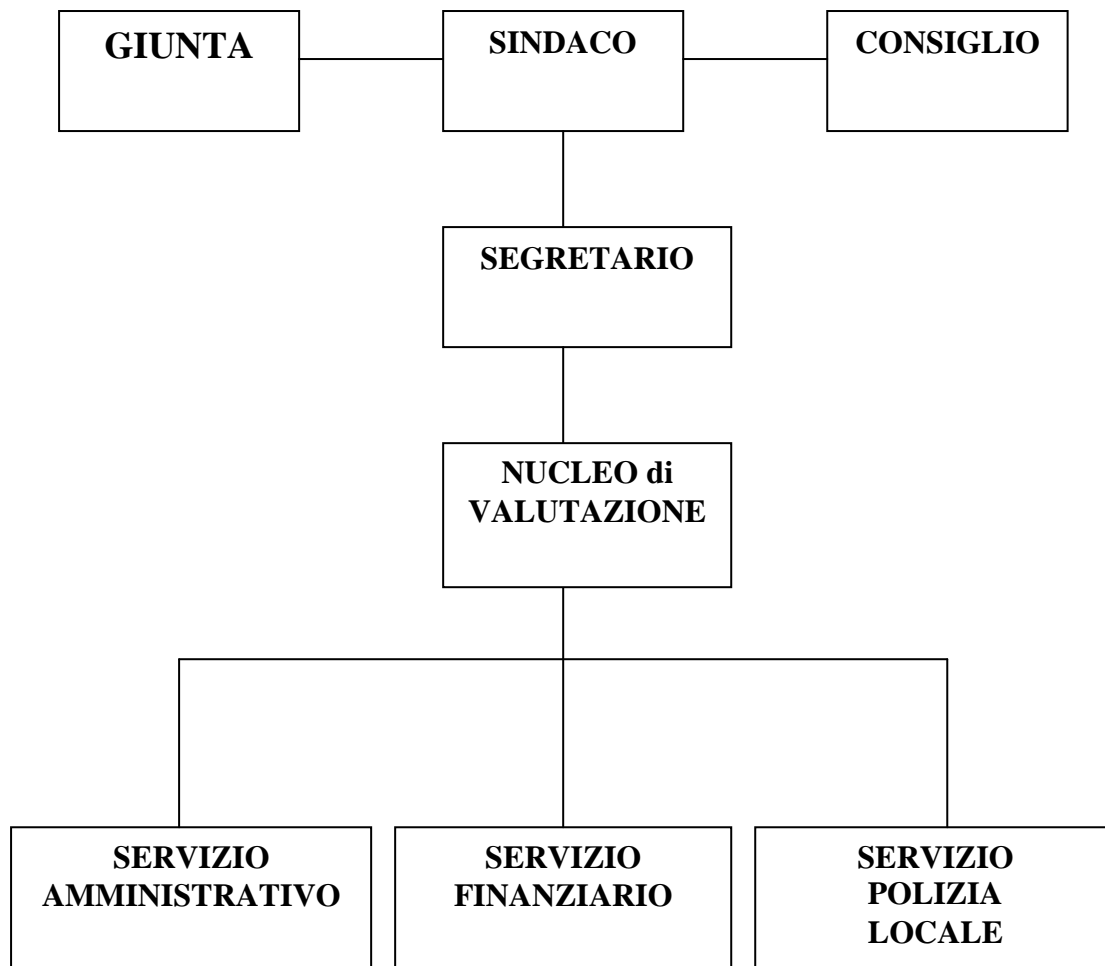 GIUNTA
SINDACO
CONSIGLIO
SEGRETARIO
NUCLEO di
VALUTAZIONE
SERVIZIO
AMMINISTRATIVO
SERVIZIO
FINANZIARIO
SERVIZIO
POLIZIA
LOCALE